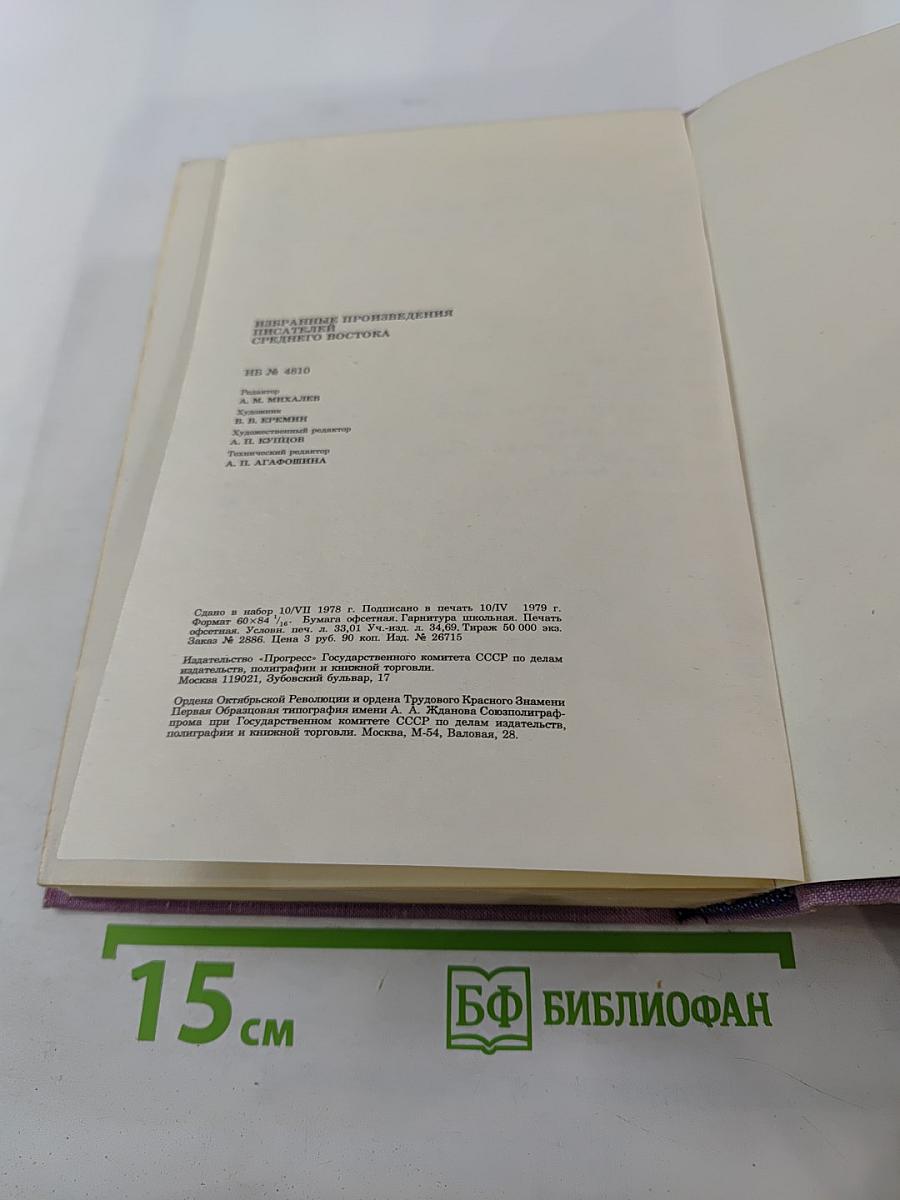 ИЗБРАННЫЕ ПРОИЗВЕДЕНИЯ
ПИСАТЕЛЕЙ
СРЕДНЕГО ВОСТОКА
ИБ № 4810
Редактор
А. М. МИХАЛЕВ
Художник
В. В. ЕРЕМИН
Художественный редактор
А. П. КУПЦОВ
Технический редактор
А. П. АГАФОШИНА
Сдано в набор 10/VII 1978 г. Подписано в печать 10/IV 1979 г.
Формат 60×84 1/16. Бумага офсетная. Гарнитура школьная. Печать
офсетная. Условн. печ. л. 33,01 Уч.-изд. л. 34,69. Тираж 50 000 экз.
Заказ № 2886. Цена 3 руб. 90 коп. Изд. № 26715
Издательство «Прогресс» Государственного комитета СССР по делам
издательств, полиграфии и книжной торговли.
Москва 119021, Зубовский бульвар, 17
Ордена Октябрьской Революции и ордена Трудового Красного Знамени
Первая Образцовая типография имени А. А. Жданова Союзполиграф-
прома при Государственном комитете СССР по делам издательств,
полиграфии и книжной торговли. Москва, М-54, Валовая, 28.
15 см
БФ БИБЛИОФАН